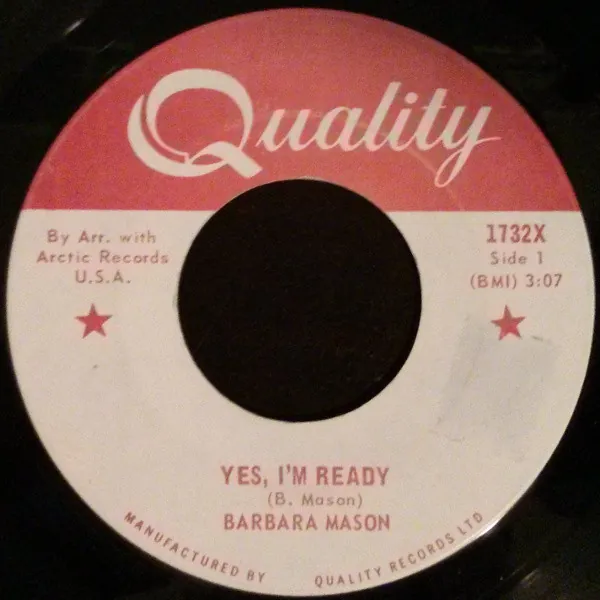 Quality
By Arr. with
Arctic Records
U.S.A.
1732X
Side 1
(BMI) 3:07
YES, I'M READY
(B. Mason)
BARBARA MASON
MANUFACTURED BY QUALITY RECORDS LTD